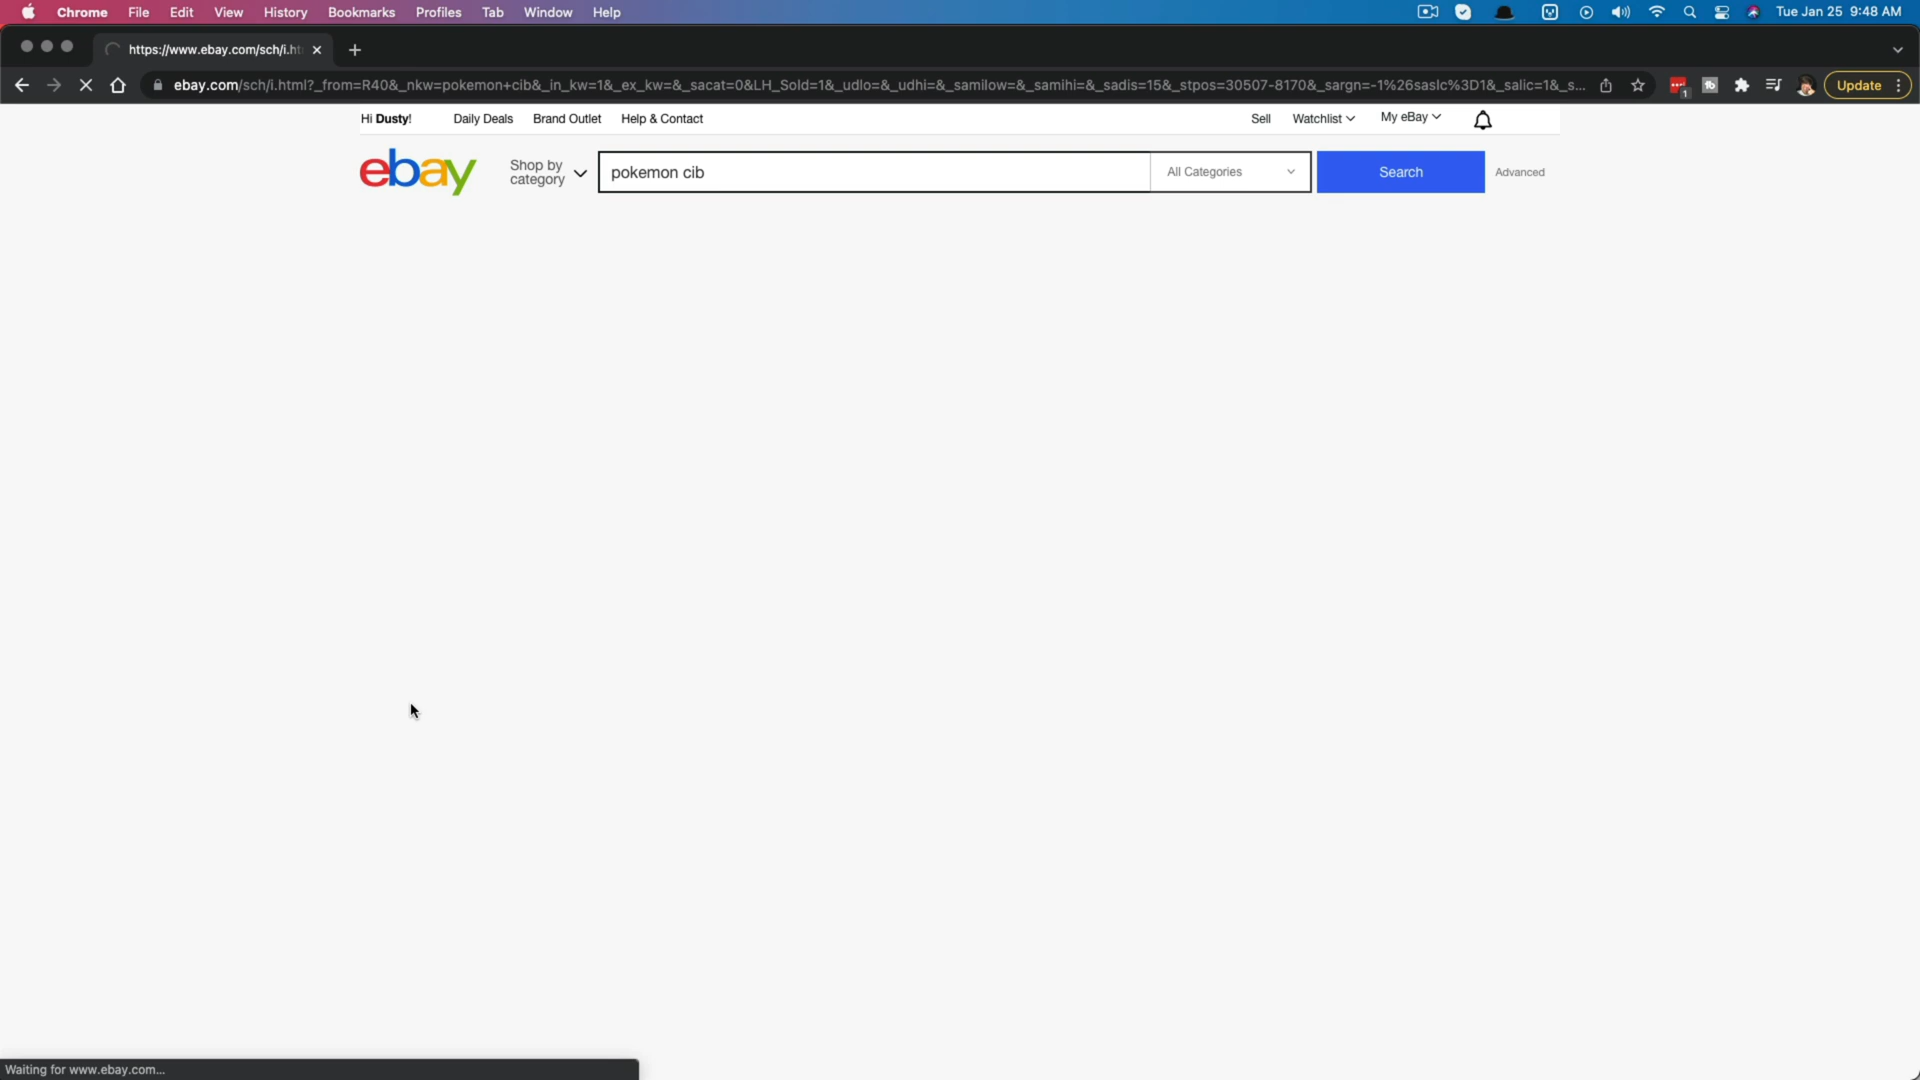 Chrome File Edit View History Bookmarks Profiles Tab Window Help Tue Jan 25 9:48 AM
https://www.ebay.com/sch/i.ht
ebay.com/sch/i.html?_from=R40&_nkw=pokemon+cib&_in_kw=1&_ex_kw=&_sacat=0&LH_Sold=1&_udlo=&_udhi=&_samilow=&_samihi=&_sadis=15&_stpos=30507-8170&_sargn=-1%26saslc%3D1&_salic=1&_s... 1 Update
Hi Dusty! Daily Deals Brand Outlet Help & Contact Sell Watchlist My eBay
ebay Shop by category pokemon cib All Categories Search Advanced
Waiting for www.ebay.com...